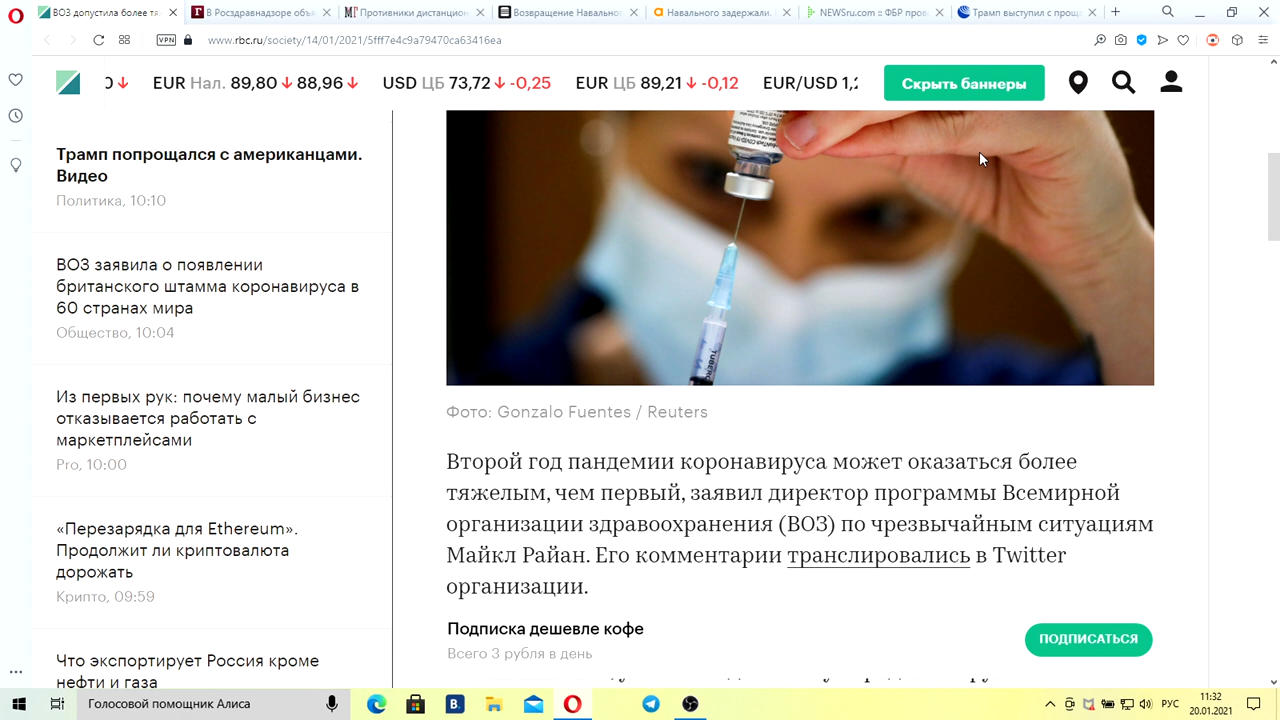 ВОЗ допустила более тя
В Росздравнадзоре объя
Противники дистанцион
Возвращение Навальног
Навального задержали.
NEWSru.com :: ФБР прове
Трамп выступил с проща
VPN
www.rbc.ru/society/14/01/2021/5fff7e4c9a79470ca63416ea
EUR Нал. 89,80 88,96 USD ЦБ 73,72 -0,25 EUR ЦБ 89,21 -0,12 EUR/USD 1,2
Скрыть баннеры
Трамп попрощался с американцами.
Видео
Политика, 10:10
ВОЗ заявила о появлении
британского штамма коронавируса в
60 странах мира
Общество, 10:04
Из первых рук: почему малый бизнес
отказывается работать с
маркетплейсами
Pro, 10:00
«Перезарядка для Ethereum».
Продолжит ли криптовалюта
дорожать
Крипто, 09:59
Что экспортирует Россия кроме
нефти и газа
Фото: Gonzalo Fuentes / Reuters
Второй год пандемии коронавируса может оказаться более
тяжелым, чем первый, заявил директор программы Всемирной
организации здравоохранения (ВОЗ) по чрезвычайным ситуациям
Майкл Райан. Его комментарии транслировались в Twitter
организации.
Подписка дешевле кофе
Всего 3 рубля в день
ПОДПИСАТЬСЯ
Голосовой помощник Алиса
B.
РУС
11:32
20.01.2021